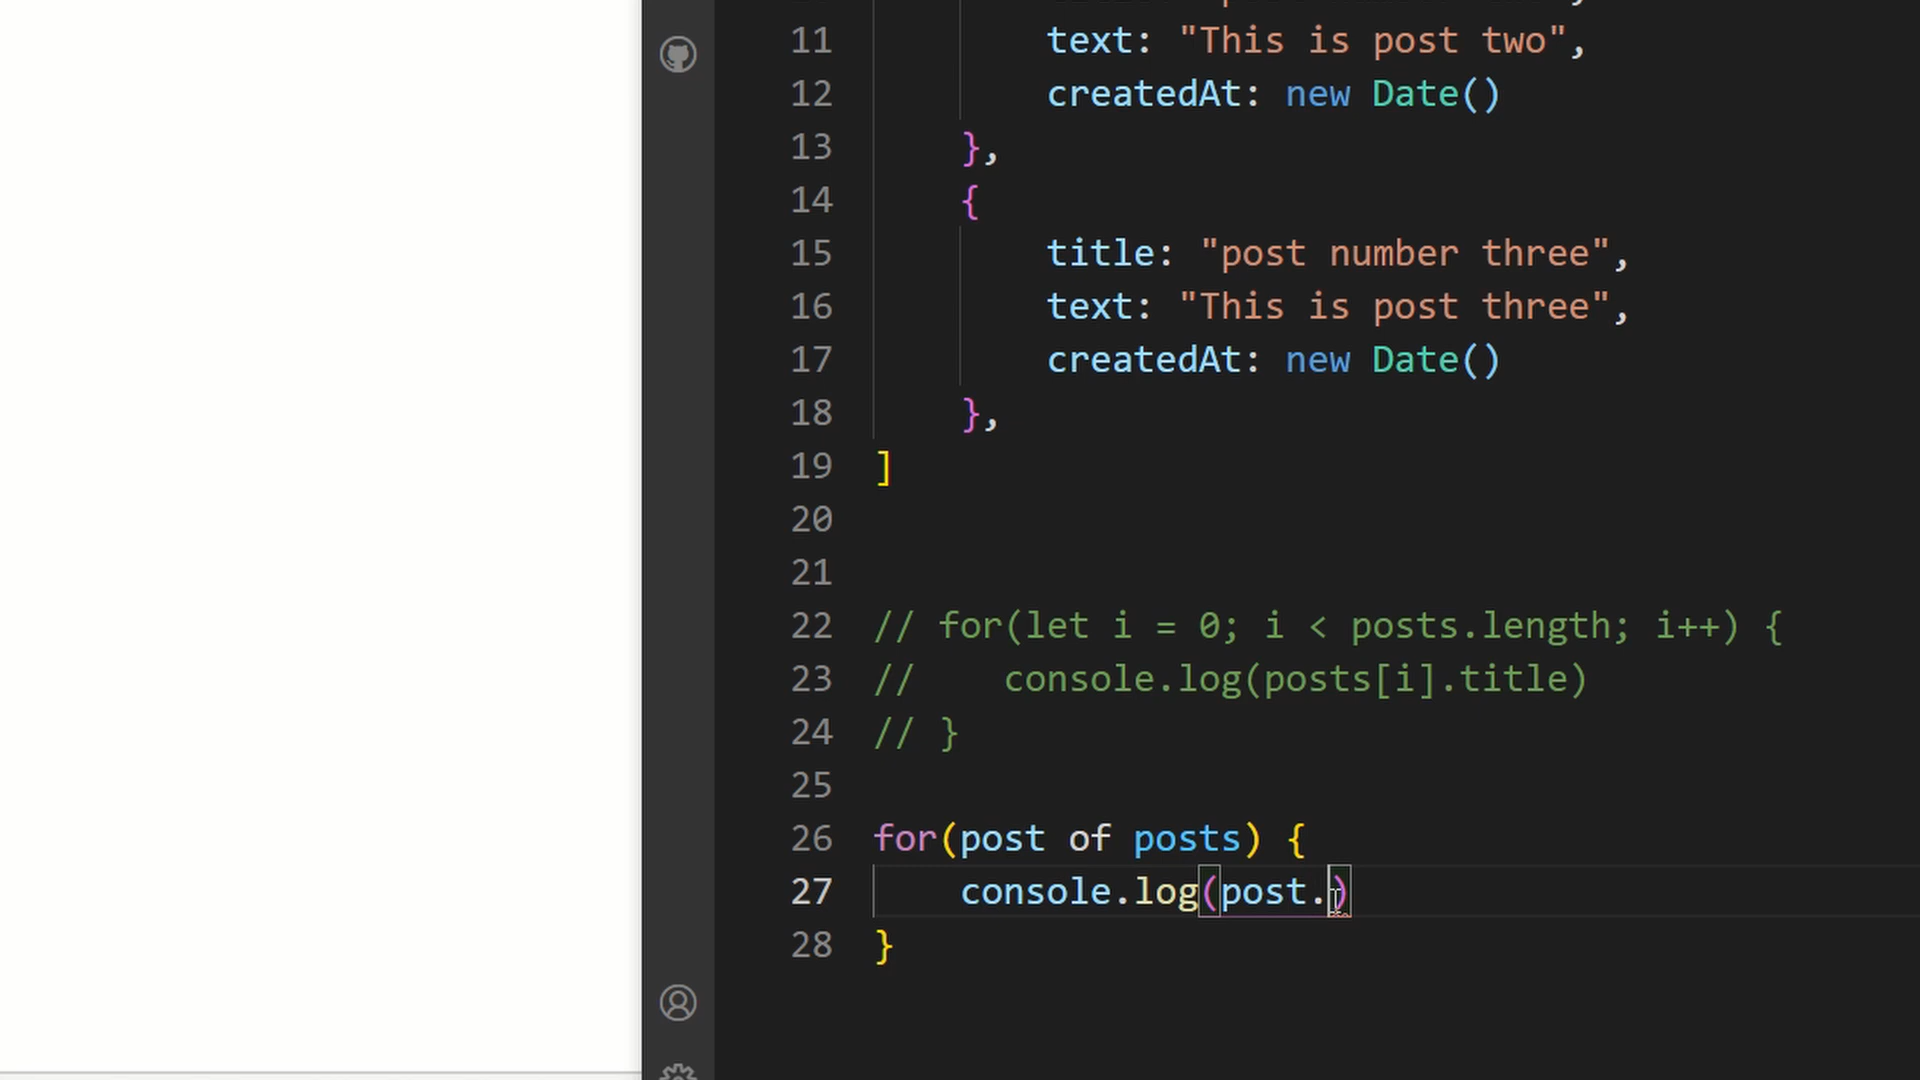 11 text: "This is post two",
12 createdAt: new Date()
13 },
14 {
15 title: "post number three",
16 text: "This is post three",
17 createdAt: new Date()
18 },
19 ]
20
21
22 // for(let i = 0; i < posts.length; i++) {
23 //    console.log(posts[i].title)
24 // }
25
26 for(post of posts) {
27 console.log(post.)
28 }